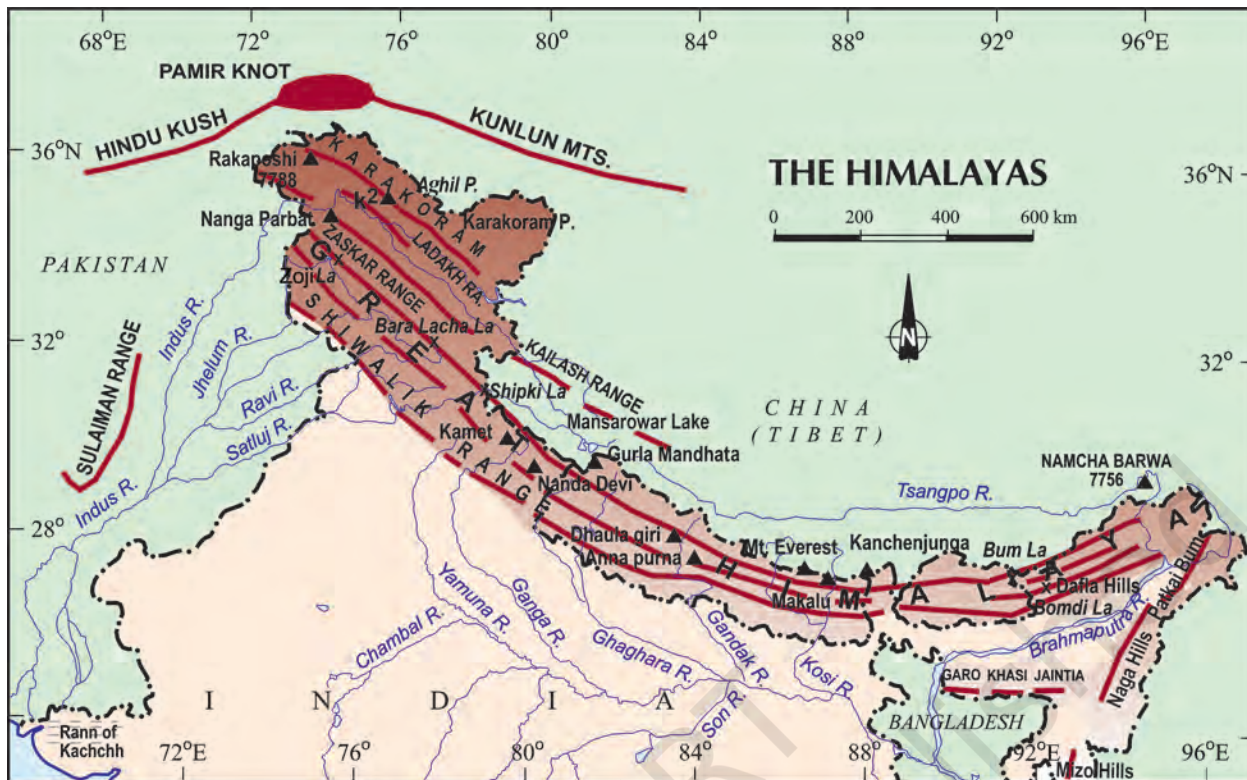 68°E 72° 76° 80° 84° 88° 92° 96°E
PAMIR KNOT
HINDU KUSH
KUNLUN MTS.
36°N
36°N
THE HIMALAYAS
0 200 400 600 km
N
Rakaposhi
7788
KARAKORAM
Aghil P.
k2
Karakoram P.
Nanga Parbat
LADAKH RA.
ZASKAR RANGE
PAKISTAN
Zoji La
GREAT HIMALAYA
SHIWALIK RANGE
Bara Lacha La
32°
32°
Indus R.
Jhelum R.
Ravi R.
Satluj R.
SULAIMAN RANGE
Indus R.
KAILASH RANGE
Shipki La
Mansarowar Lake
CHINA
(TIBET)
Kamet
Gurla Mandhata
Nanda Devi
NAMCHA BARWA
7756
Tsangpo R.
28°
28°
Dhaula giri
Anna purna
Mt. Everest
Kanchenjunga
Makalu
Bum La
x Dafla Hills
Bomdi La
Patkai Bum
Brahmaputra R.
Naga Hills
Yamuna R.
Ganga R.
Chambal R.
Ghaghara R.
Gandak R.
Kosi R.
Son R.
GARO KHASI JAINTIA
INDIA
BANGLADESH
Rann of
Kachchh
Mizo Hills
72°E 76° 80° 84° 88° 92°E 96°E